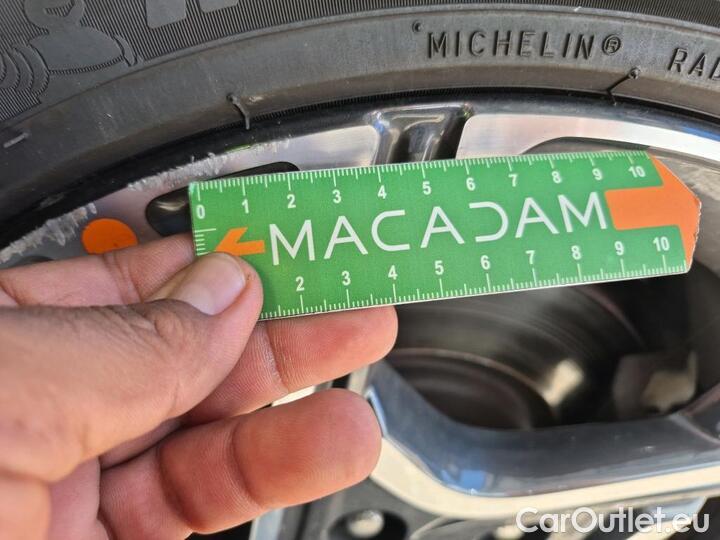 MICHELIN® RAD
0 1 2 3 4 5 6 7 8 9 10
MACADAM
2 3 4 5 6 7 8 9 10
CarOutlet.eu